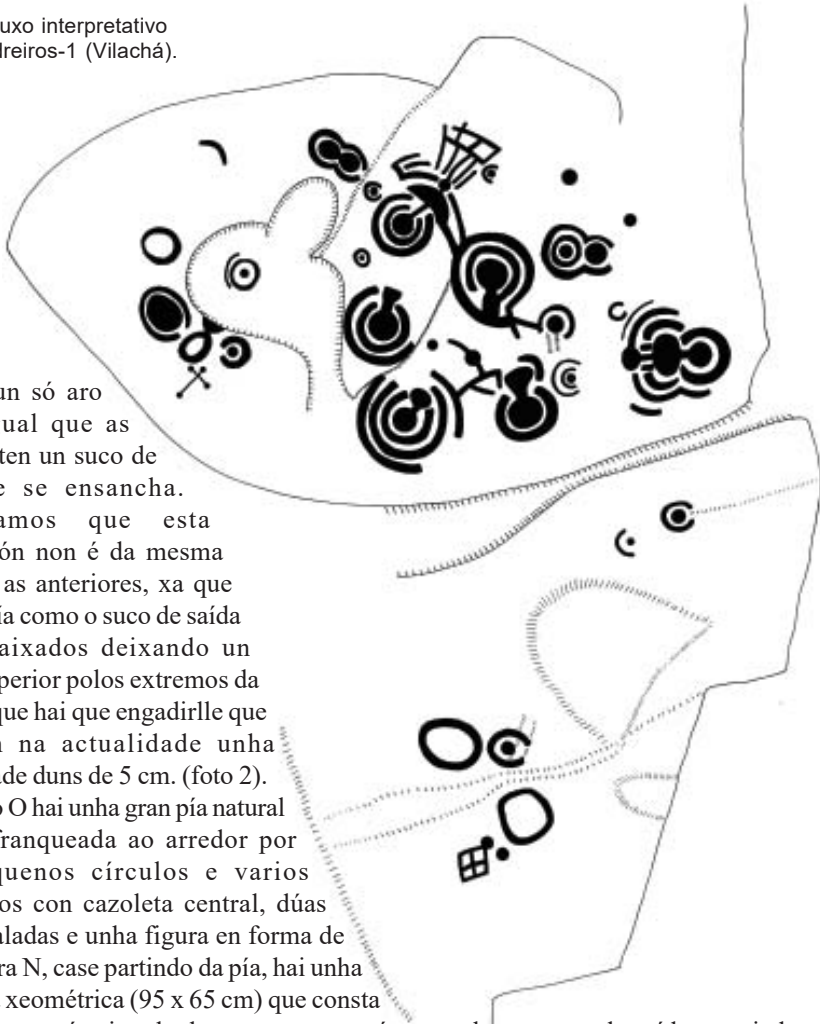 uxo interpretativo
dreiros-1 (Vilachá).
un só aro
ual que as
ten un suco de
e se ensancha.
amos que esta
ón non é da mesma
as anteriores, xa que
ía como o suco de saída
aixados deixando un
perior polos extremos da
que hai que engadirlle que
na actualidade unha
ade duns de 5 cm. (foto 2).
o O hai unha gran pía natural
franqueada ao arredor por
quenos círculos e varios
os con cazoleta central, dúas
aladas e unha figura en forma de
ra N, case partindo da pía, hai unha
xeométrica (95 x 65 cm) que consta